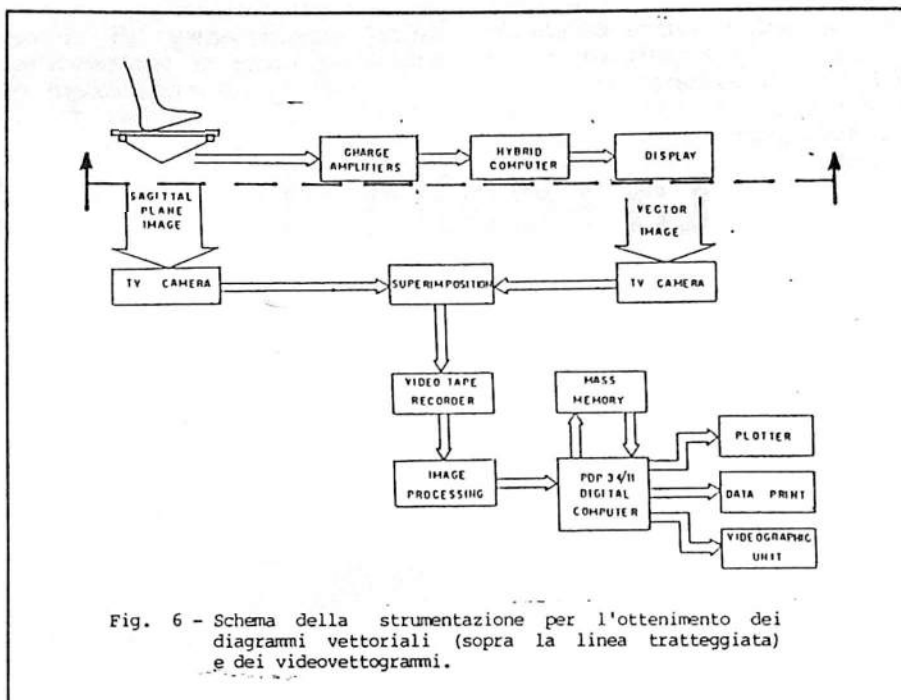 CHARGE
AMPLIFIERS
HYBRID
COMPUTER
DISPLAY
SAGITTAL
PLANE
IMAGE
VECTOR
IMAGE
TV CAMERA
SUPERIMPOSITION
TV CAMERA
VIDEO TAPE
RECORDER
MASS
MEMORY
PLOTTER
IMAGE
PROCESSING
PDP 34/11
DIGITAL
COMPUTER
DATA PRINT
VIDEOGRAPHIC
UNIT
Fig. 6 - Schema della strumentazione per l'ottenimento dei
diagrammi vettoriali (sopra la linea tratteggiata)
e dei videovettogrammi.